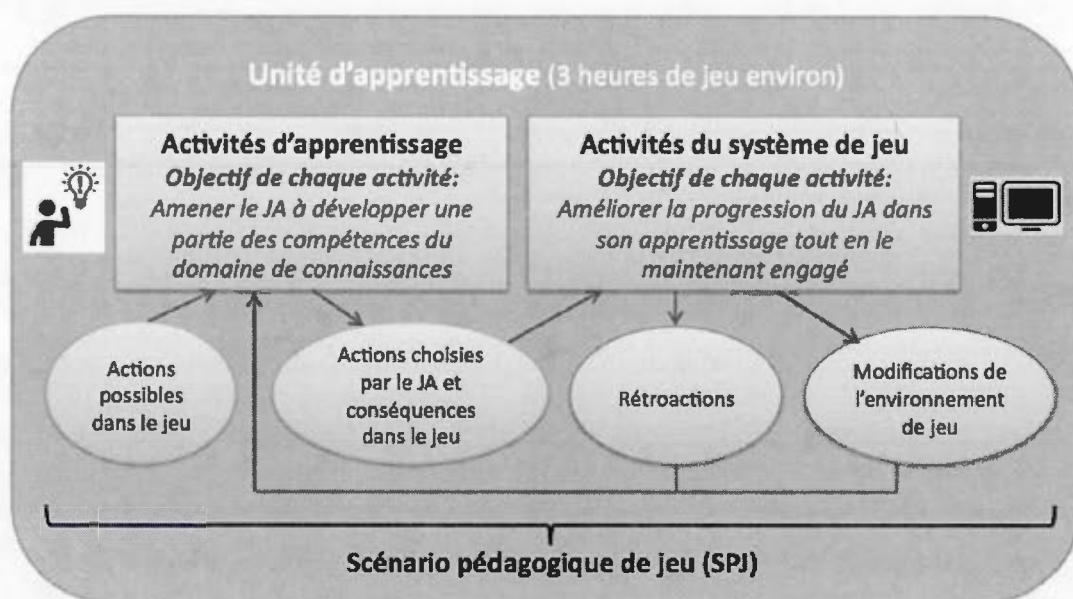 Unité d'apprentissage (3 heures de jeu environ)
Activités d'apprentissage
Objectif de chaque activité:
Amener le JA à développer une
partie des compétences du
domaine de connaissances
Activités du système de jeu
Objectif de chaque activité:
Améliorer la progression du JA dans
son apprentissage tout en le
maintenant engagé
Actions
possibles
dans le jeu
Actions choisies
par le JA et
conséquences
dans le jeu
Rétroactions
Modifications de
l'environnement
de jeu
Scénario pédagogique de jeu (SPJ)